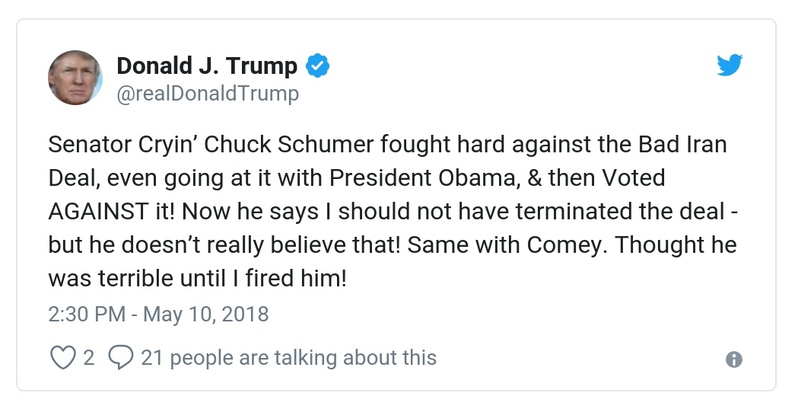 Donald J. Trump
@realDonaldTrump
Senator Cryin’ Chuck Schumer fought hard against the Bad Iran
Deal, even going at it with President Obama, & then Voted
AGAINST it! Now he says I should not have terminated the deal -
but he doesn’t really believe that! Same with Comey. Thought he
was terrible until I fired him!
2:30 PM - May 10, 2018
2 21 people are talking about this